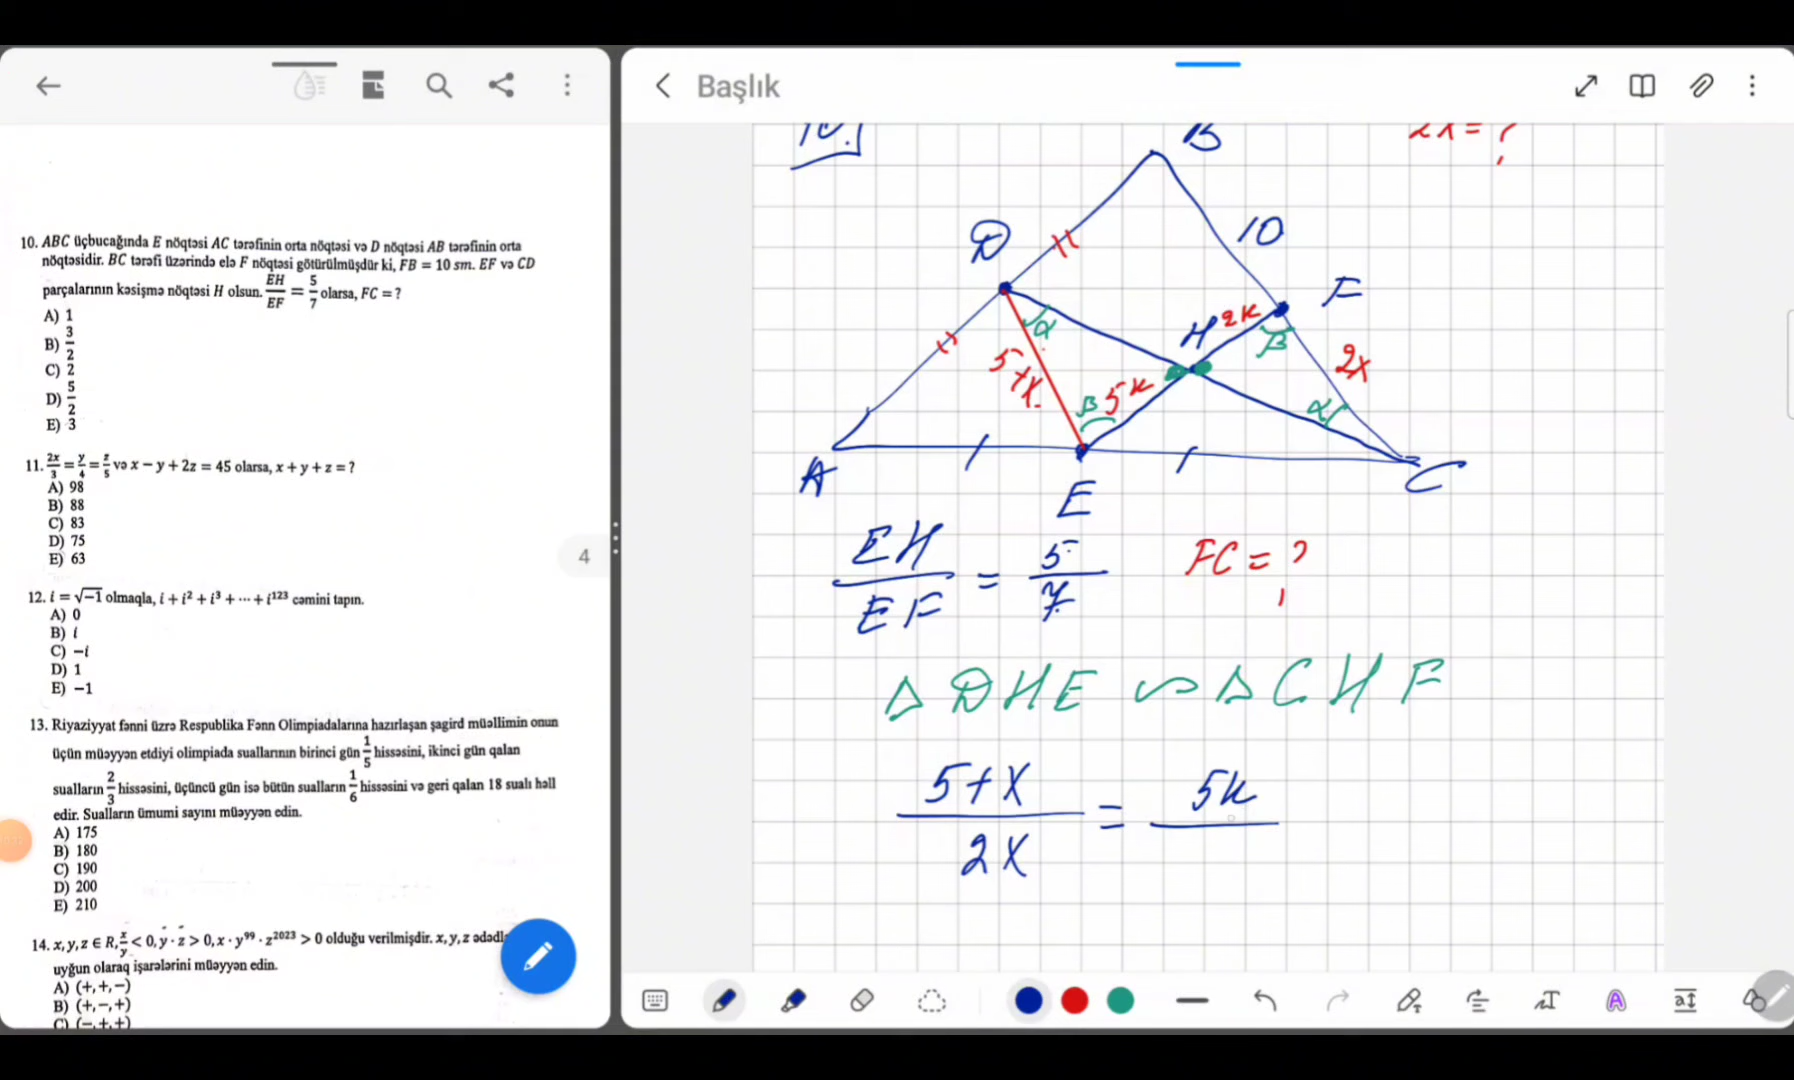 Başlık
10. ABC üçbucağında E nöqtəsi AC tərəfinin orta nöqtəsi və D nöqtəsi AB tərəfinin orta
nöqtəsidir. BC tərəfi üzərində elə F nöqtəsi götürülmüşdür ki, FB = 10 sm. EF və CD
parçalarının kəsişmə nöqtəsi H olsun. EH/EF = 5/7 olarsa, FC = ?
A) 1
B) 3/2
C) 2
D) 5/2
E) 3
11. 2x/3 = y/4 = z/5 və x − y + 2z = 45 olarsa, x + y + z = ?
A) 98
B) 88
C) 83
D) 75
E) 63
12. i = √−1 olmaqla, i + i² + i³ + ⋯ + i¹²³ cəmini tapın.
A) 0
B) i
C) −i
D) 1
E) −1
13. Riyaziyyat fənni üzrə Respublika Fənn Olimpiadalarına hazırlaşan şagird müəllimin onun
üçün müəyyən etdiyi olimpiada suallarının birinci gün 1/5 hissəsini, ikinci gün qalan
sualların 2/3 hissəsini, üçüncü gün isə bütün sualların 1/6 hissəsini və geri qalan 18 sualı həll
edir. Sualların ümumi sayını müəyyən edin.
A) 175
B) 180
C) 190
D) 200
E) 210
14. x, y, z ∈ R, x/y < 0, y · z > 0, x · y⁹⁹ · z²⁰²³ > 0 olduğu verilmişdir. x, y, z
uyğun olaraq işarələrini müəyyən edin.
A) (+, +, −)
B) (+, −, +)
C) (−, +, +)
4
10.
2x = ?
B
D
10
F
H
2k
β
2x
α
5+x
β
5k
α
A
E
C
EH/EF = 5/7
FC = ?
△ DHE ∽ △ CHF
5+x/2x = 5k